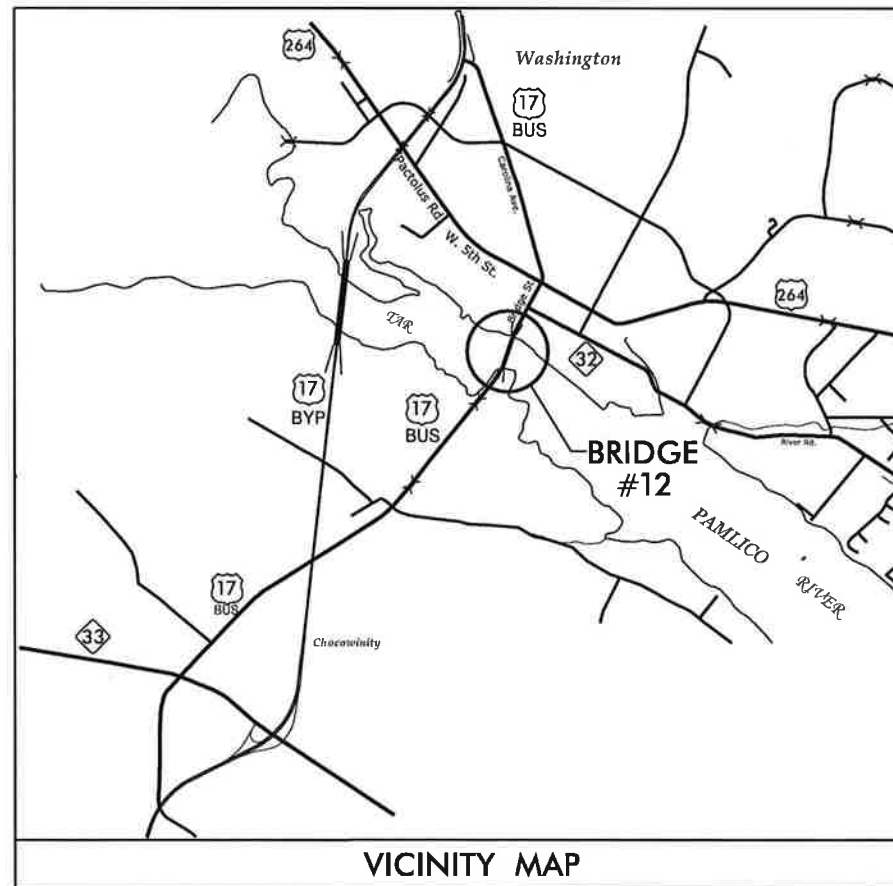 264
Washington
17
BUS
Carolina Ave.
Pactolus Rd
W. 5th St.
Bridge St.
264
TAR
32
17
BYP
17
BUS
BRIDGE
#12
River Rd.
PAMLICO
RIVER
17
BUS
33
Chocowinity
VICINITY MAP